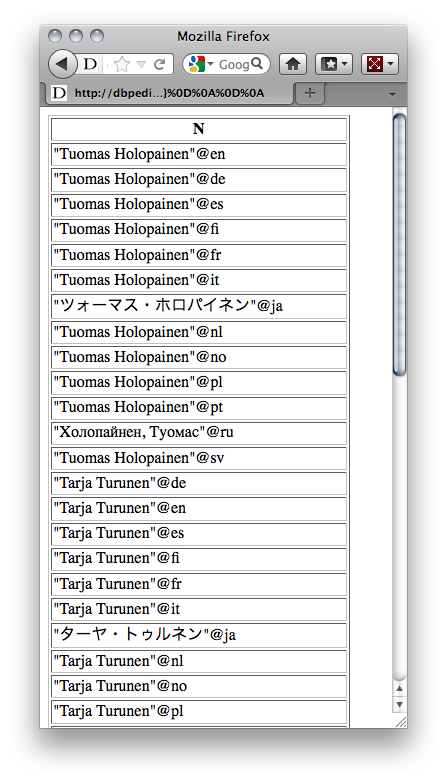 Mozilla Firefox
D
Goog
D http://dbpedi...}%0D%0A%0D%0A
N
"Tuomas Holopainen"@en
"Tuomas Holopainen"@de
"Tuomas Holopainen"@es
"Tuomas Holopainen"@fi
"Tuomas Holopainen"@fr
"Tuomas Holopainen"@it
"ツォーマス・ホロパイネン"@ja
"Tuomas Holopainen"@nl
"Tuomas Holopainen"@no
"Tuomas Holopainen"@pl
"Tuomas Holopainen"@pt
"Холопайнен, Туомас"@ru
"Tuomas Holopainen"@sv
"Tarja Turunen"@de
"Tarja Turunen"@en
"Tarja Turunen"@es
"Tarja Turunen"@fi
"Tarja Turunen"@fr
"Tarja Turunen"@it
"ターヤ・トゥルネン"@ja
"Tarja Turunen"@nl
"Tarja Turunen"@no
"Tarja Turunen"@pl